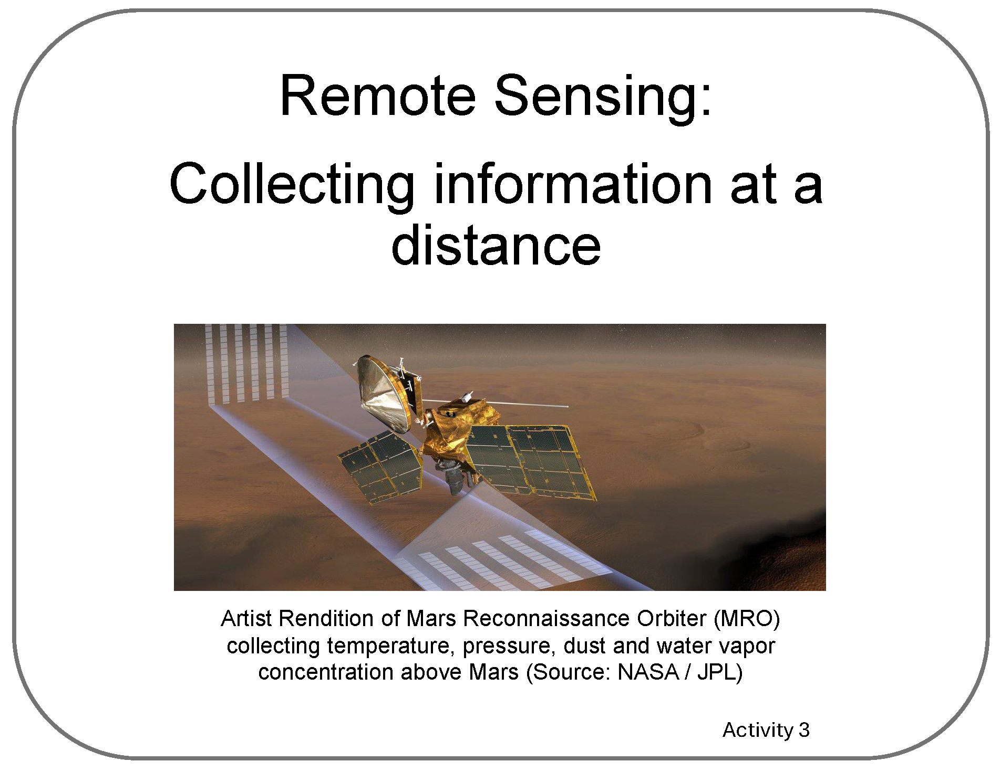 Remote Sensing:
Collecting information at a
distance
Artist Rendition of Mars Reconnaissance Orbiter (MRO)
collecting temperature, pressure, dust and water vapor
concentration above Mars (Source: NASA / JPL)
Activity 3